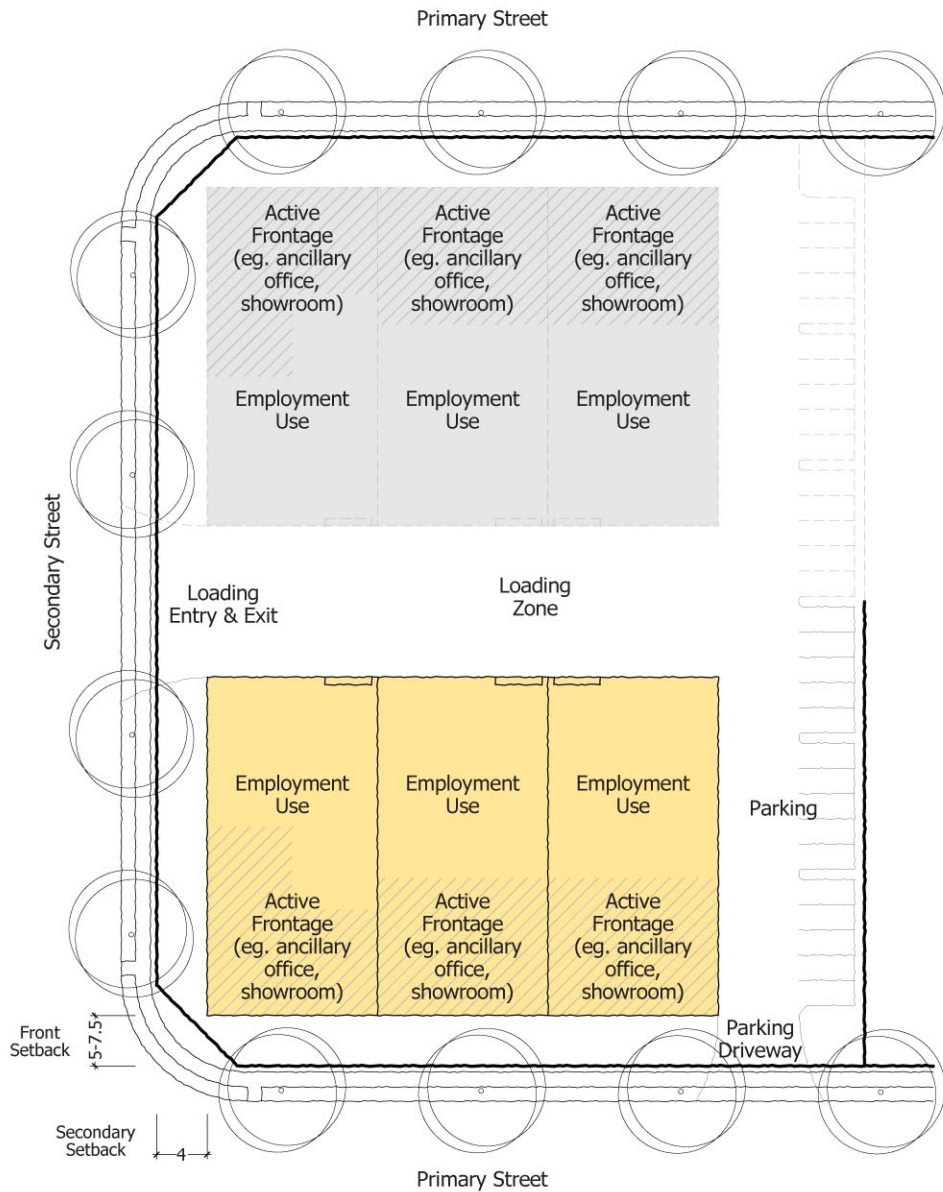 Primary Street
Active
Frontage
(eg. ancillary
office,
showroom)
Active
Frontage
(eg. ancillary
office,
showroom)
Active
Frontage
(eg. ancillary
office,
showroom)
Employment
Use
Employment
Use
Employment
Use
Secondary Street
Loading
Entry & Exit
Loading
Zone
Employment
Use
Employment
Use
Employment
Use
Parking
Active
Frontage
(eg. ancillary
office,
showroom)
Active
Frontage
(eg. ancillary
office,
showroom)
Active
Frontage
(eg. ancillary
office,
showroom)
Front
Setback
5-7.5
Parking
Driveway
Secondary
Setback
4
Primary Street